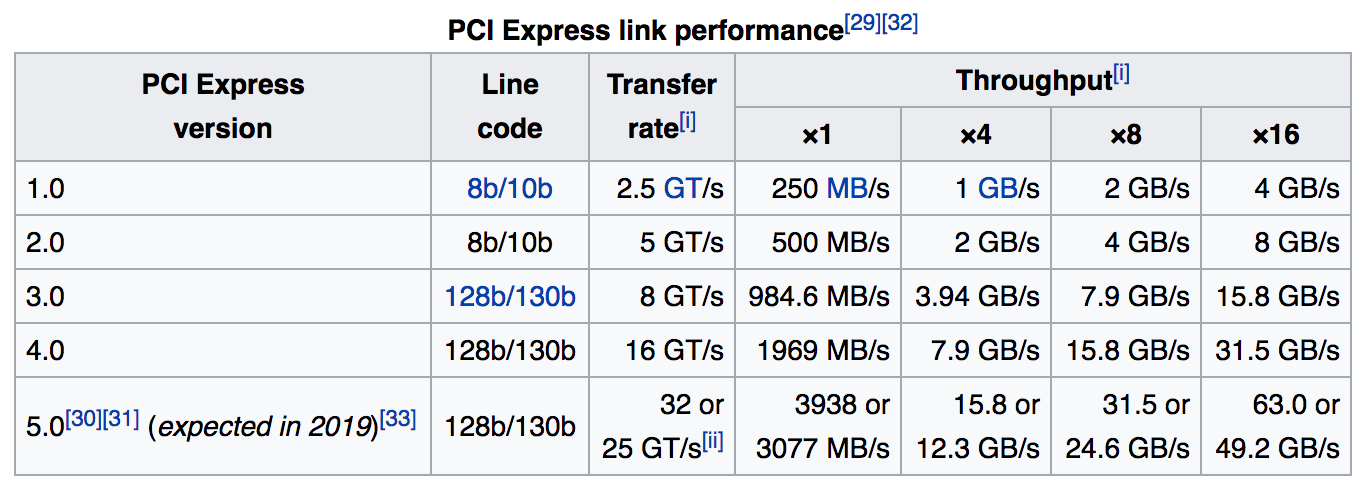 PCI Express link performance[29][32]
PCI Express version Line code Transfer rate[i] Throughput[i]
×1 ×4 ×8 ×16
1.0 8b/10b 2.5 GT/s 250 MB/s 1 GB/s 2 GB/s 4 GB/s
2.0 8b/10b 5 GT/s 500 MB/s 2 GB/s 4 GB/s 8 GB/s
3.0 128b/130b 8 GT/s 984.6 MB/s 3.94 GB/s 7.9 GB/s 15.8 GB/s
4.0 128b/130b 16 GT/s 1969 MB/s 7.9 GB/s 15.8 GB/s 31.5 GB/s
5.0[30][31] (expected in 2019)[33] 128b/130b 32 or 25 GT/s[ii] 3938 or 3077 MB/s 15.8 or 12.3 GB/s 31.5 or 24.6 GB/s 63.0 or 49.2 GB/s